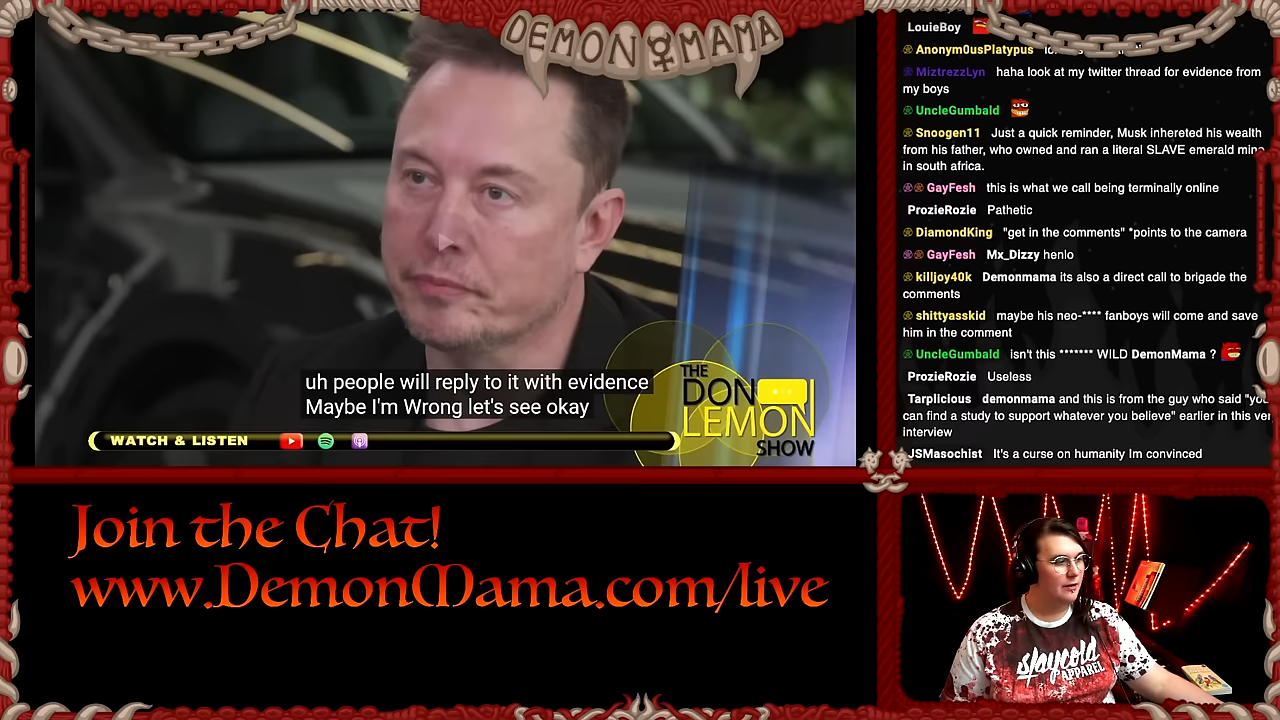 DEMON MAMA
uh people will reply to it with evidence
Maybe I'm Wrong let's see okay
THE
DON
LEMON
SHOW
WATCH & LISTEN
LouieBoy
Anonym0usPlatypus
MiztrezzLyn haha look at my twitter thread for evidence from
my boys
UncleGumbald
Snoogen11 Just a quick reminder, Musk inhereted his wealth
from his father, who owned and ran a literal SLAVE emerald mine
in south africa.
GayFesh this is what we call being terminally online
ProzieRozie Pathetic
DiamondKing "get in the comments" *points to the camera
GayFesh Mx_Dizzy henlo
killjoy40k Demonmama its also a direct call to brigade the
comments
shittyasskid maybe his neo-**** fanboys will come and save
him in the comment
UncleGumbald isn't this ******* WILD DemonMama ?
ProzieRozie Useless
Tarplicious demonmama and this is from the guy who said "you
can find a study to support whatever you believe" earlier in this very
interview
JSMasochist It's a curse on humanity Im convinced
Join the Chat!
www.DemonMama.com/live
slaycold
APPAREL